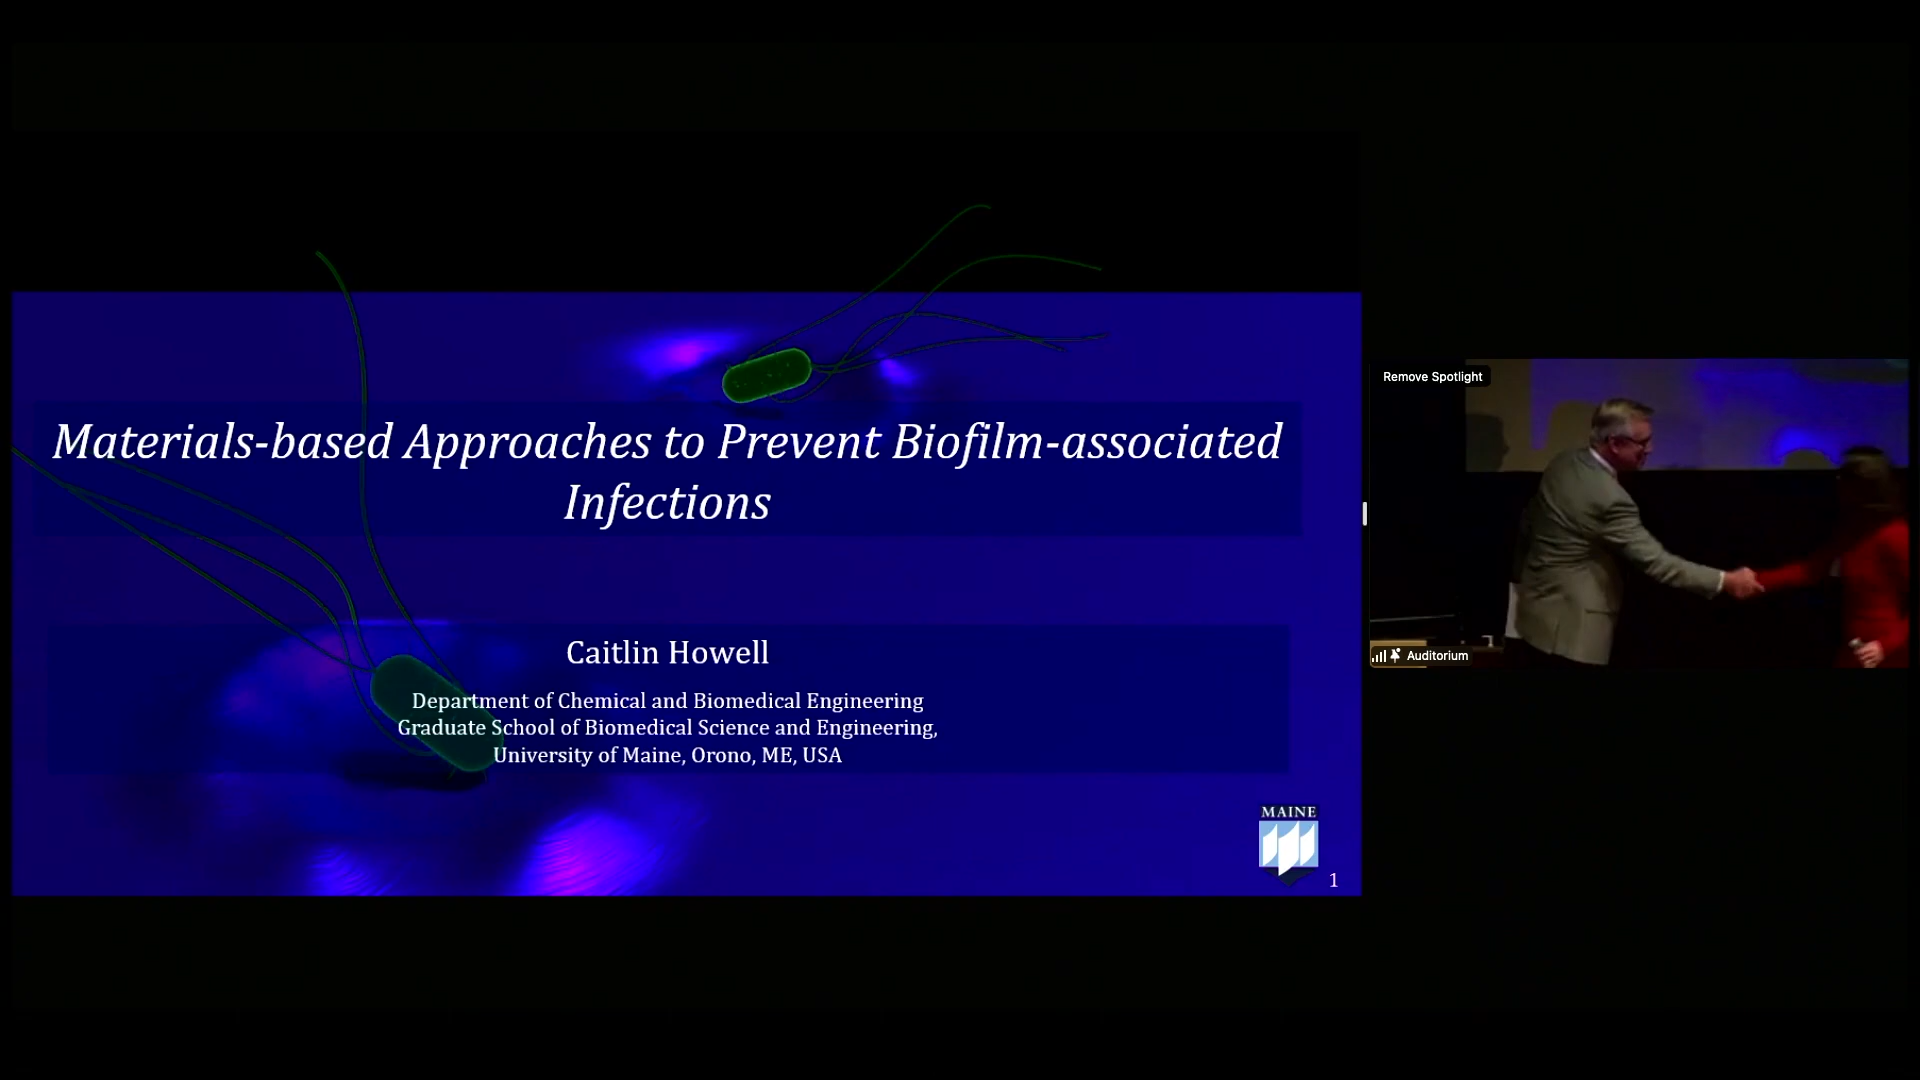 Materials-based Approaches to Prevent Biofilm-associated
Infections
Caitlin Howell
Department of Chemical and Biomedical Engineering
Graduate School of Biomedical Science and Engineering,
University of Maine, Orono, ME, USA
MAINE
1
Remove Spotlight
Auditorium